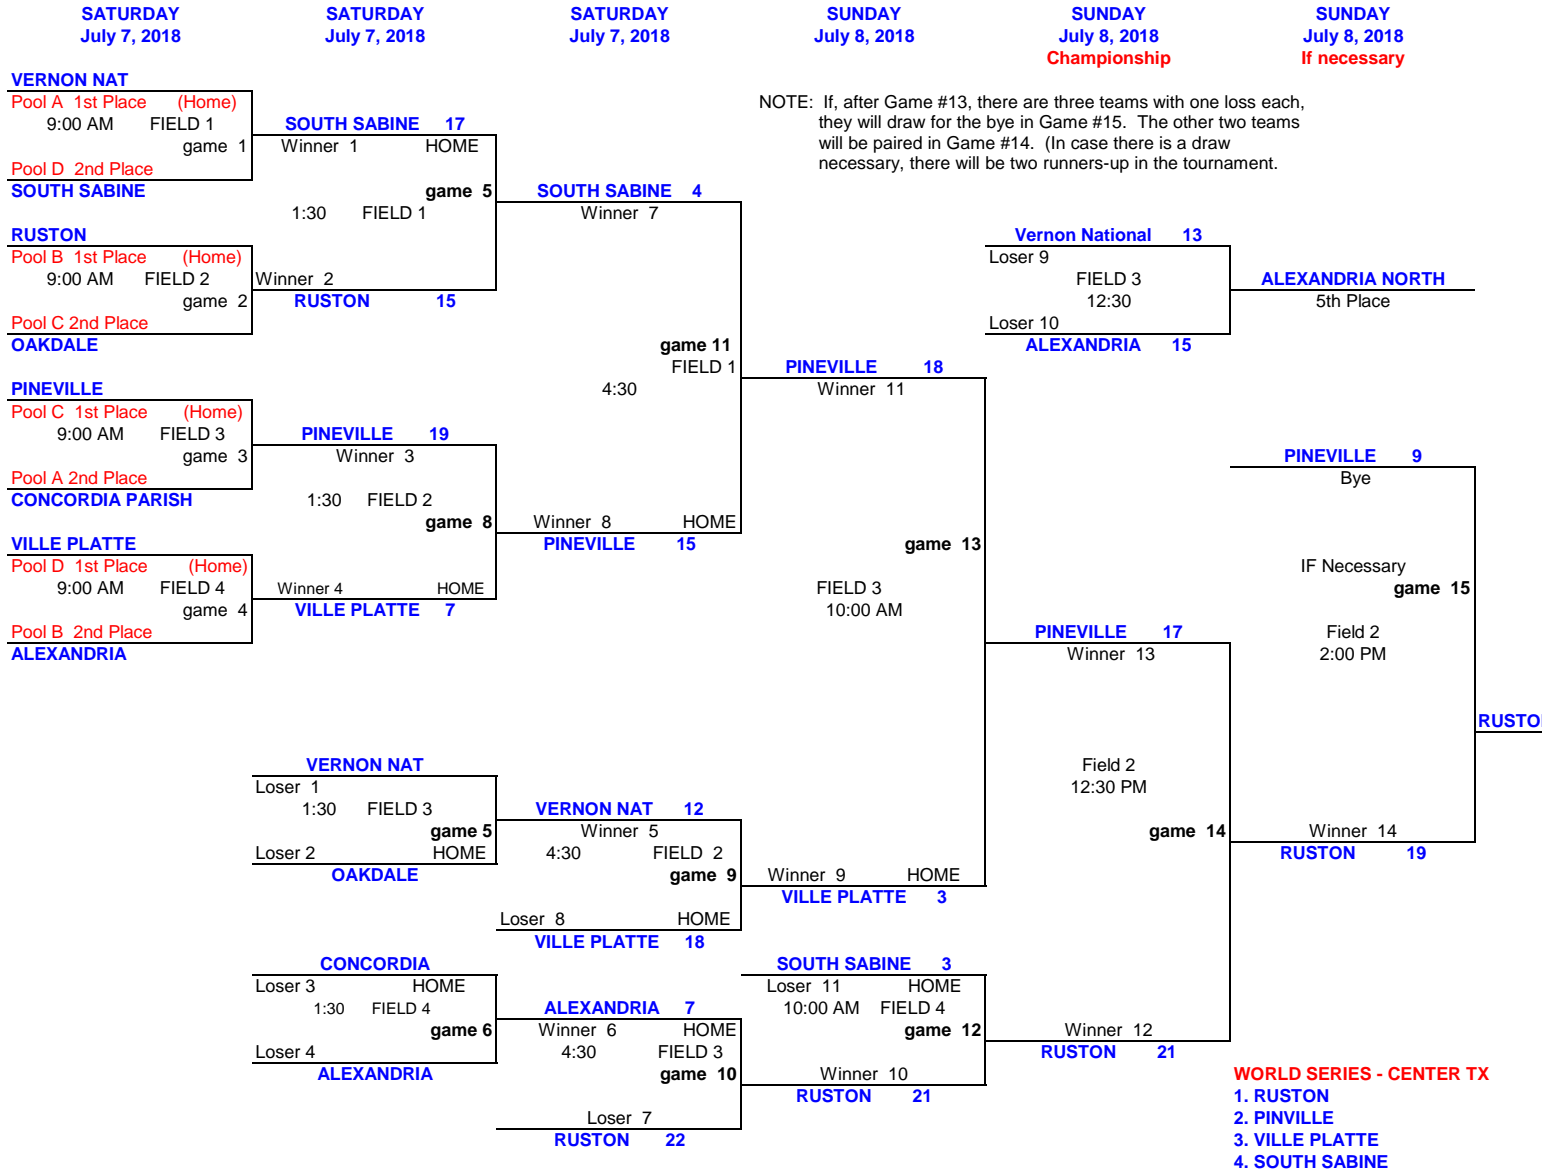 SATURDAY SATURDAY SATURDAY SUNDAY SUNDAY SUNDAY
July 7, 2018 July 7, 2018 July 7, 2018 July 8, 2018 July 8, 2018 July 8, 2018
Championship If necessary
VERNON NAT
Pool A 1st Place (Home)
9:00 AM FIELD 1
game 1
Pool D 2nd Place
SOUTH SABINE
RUSTON
Pool B 1st Place (Home)
9:00 AM FIELD 2
game 2
Pool C 2nd Place
OAKDALE
PINEVILLE
Pool C 1st Place (Home)
9:00 AM FIELD 3
game 3
Pool A 2nd Place
CONCORDIA PARISH
VILLE PLATTE
Pool D 1st Place (Home)
9:00 AM FIELD 4
game 4
Pool B 2nd Place
ALEXANDRIA
SOUTH SABINE 17
Winner 1 HOME
game 5
1:30 FIELD 1
Winner 2
RUSTON 15
PINEVILLE 19
Winner 3
1:30 FIELD 2
game 8
Winner 4 HOME
VILLE PLATTE 7
VERNON NAT
Loser 1
1:30 FIELD 3
game 5
Loser 2 HOME
OAKDALE
CONCORDIA
Loser 3 HOME
1:30 FIELD 4
game 6
Loser 4
ALEXANDRIA
SOUTH SABINE 4
Winner 7
game 11
FIELD 1
4:30
Winner 8 HOME
PINEVILLE 15
VERNON NAT 12
Winner 5
4:30 FIELD 2
game 9
Loser 8 HOME
VILLE PLATTE 18
ALEXANDRIA 7
Winner 6 HOME
4:30 FIELD 3
game 10
Loser 7
RUSTON 22
NOTE: If, after Game #13, there are three teams with one loss each,
they will draw for the bye in Game #15. The other two teams
will be paired in Game #14. (In case there is a draw
necessary, there will be two runners-up in the tournament.
PINEVILLE 18
Winner 11
game 13
FIELD 3
10:00 AM
Winner 9 HOME
VILLE PLATTE 3
SOUTH SABINE 3
Loser 11 HOME
10:00 AM FIELD 4
game 12
Winner 10
RUSTON 21
Vernon National 13
Loser 9
FIELD 3
12:30
Loser 10
ALEXANDRIA 15
ALEXANDRIA NORTH
5th Place
PINEVILLE 17
Winner 13
Field 2
12:30 PM
game 14
Winner 12
RUSTON 21
PINEVILLE 9
Bye
IF Necessary
game 15
Field 2
2:00 PM
Winner 14
RUSTON 19
WORLD SERIES - CENTER TX
1. RUSTON
2. PINVILLE
3. VILLE PLATTE
4. SOUTH SABINE